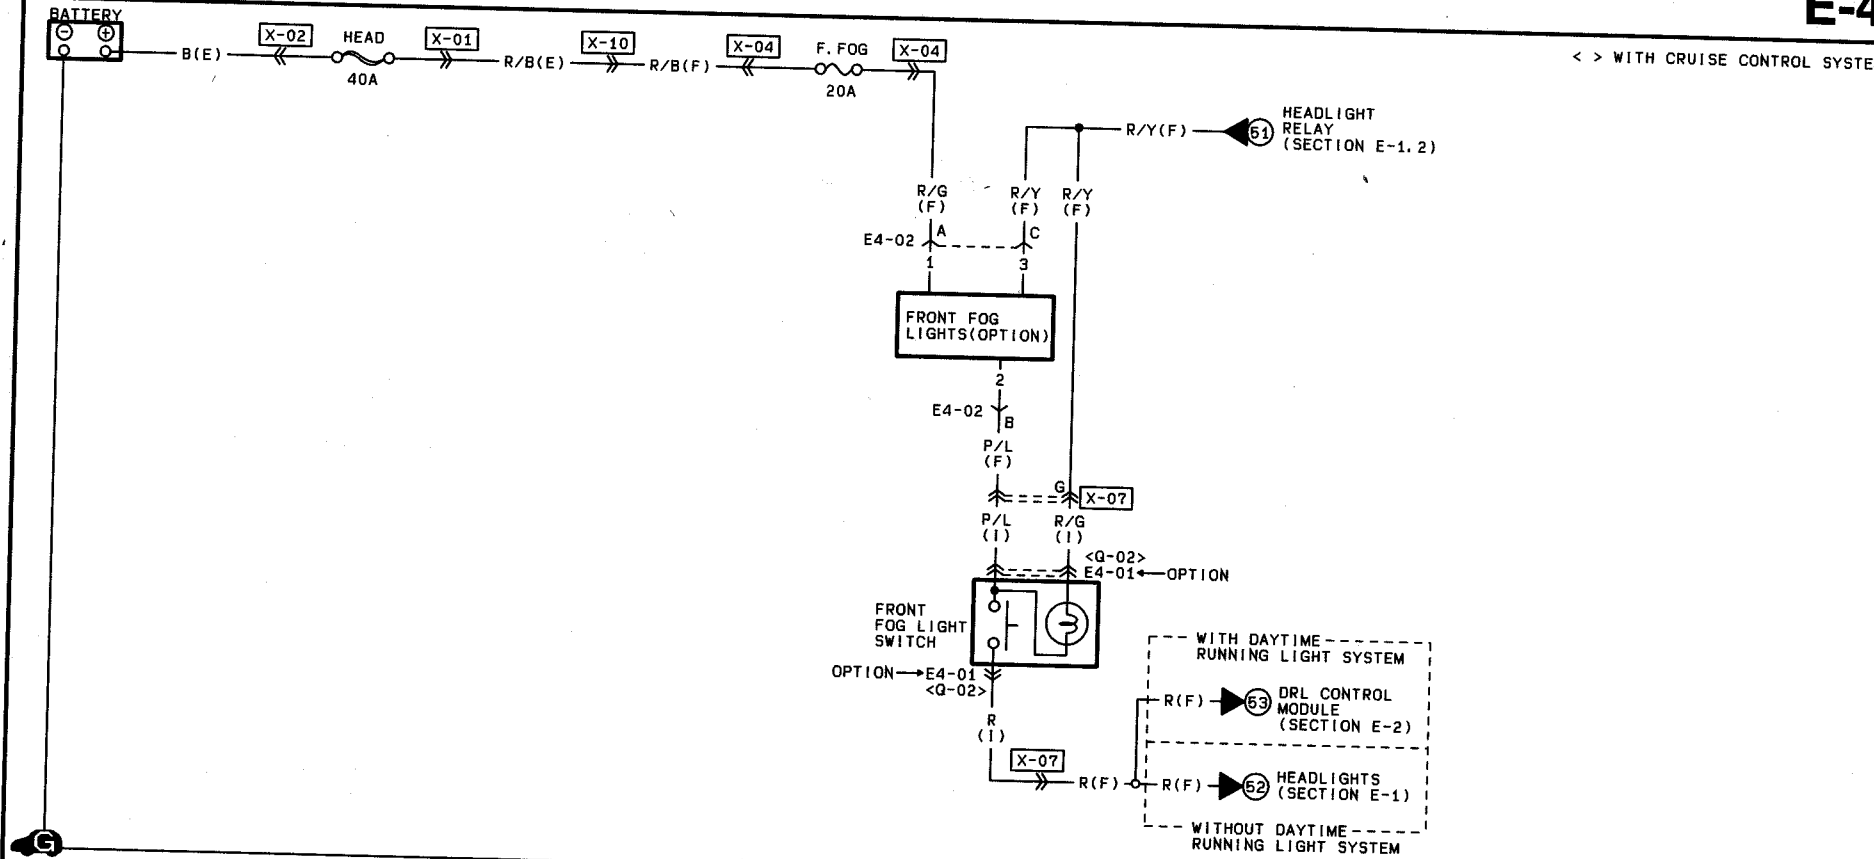 E-4
BATTERY
< > WITH CRUISE CONTROL SYSTE
B(E)
X-02
HEAD
40A
X-01
R/B(E)
X-10
R/B(F)
X-04
F. FOG
20A
X-04
R/Y(F)
51
HEADLIGHT
RELAY
(SECTION E-1.2)
R/G
(F)
R/Y
(F)
R/Y
(F)
E4-02
A
C
1
3
FRONT FOG
LIGHTS(OPTION)
2
E4-02
B
P/L
(F)
G
X-07
P/L
(I)
R/G
(I)
<Q-02>
E4-01
OPTION
FRONT
FOG LIGHT
SWITCH
OPTION
E4-01
<Q-02>
R
(I)
X-07
R(F)
WITH DAYTIME
RUNNING LIGHT SYSTEM
R(F)
53
DRL CONTROL
MODULE
(SECTION E-2)
R(F)
52
HEADLIGHTS
(SECTION E-1)
WITHOUT DAYTIME
RUNNING LIGHT SYSTEM
G